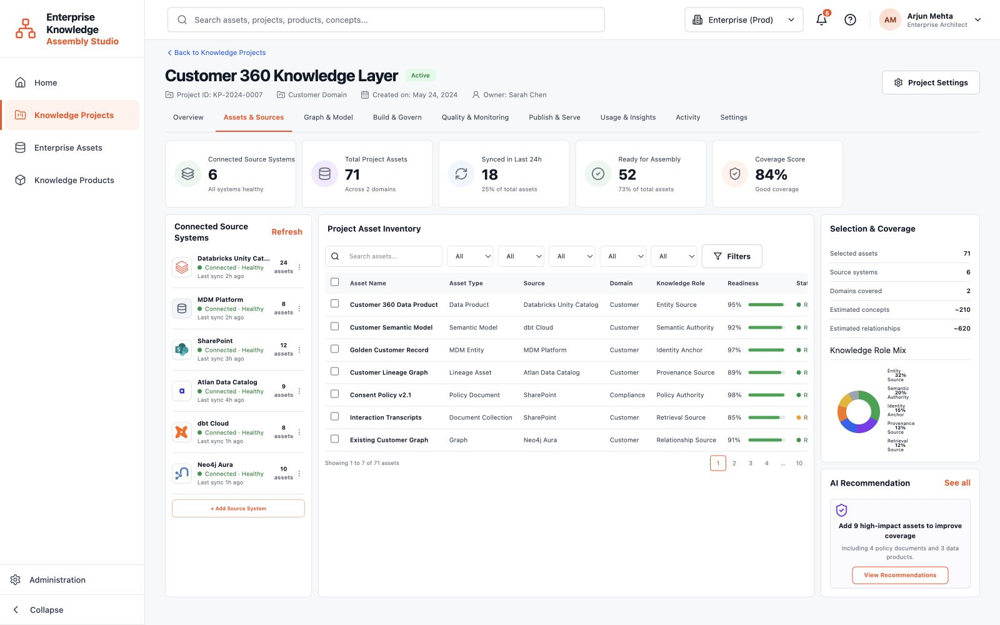 Enterprise
Knowledge
Assembly Studio
Search assets, projects, products, concepts...
Enterprise (Prod)
5
AM
Arjun Mehta
Enterprise Architect
Home
Knowledge Projects
Enterprise Assets
Knowledge Products
Administration
Collapse
Back to Knowledge Projects
Customer 360 Knowledge Layer
Active
Project ID: KP-2024-0007
Customer Domain
Created on: May 24, 2024
Owner: Sarah Chen
Project Settings
Overview
Assets & Sources
Graph & Model
Build & Govern
Quality & Monitoring
Publish & Serve
Usage & Insights
Activity
Settings
Connected Source Systems
6
All systems healthy
Total Project Assets
71
Across 2 domains
Synced in Last 24h
18
25% of total assets
Ready for Assembly
52
73% of total assets
Coverage Score
84%
Good coverage
Connected Source
Systems
Refresh
Databricks Unity Cat...
Connected · Healthy
Last sync 2h ago
24
assets
MDM Platform
Connected · Healthy
Last sync 2h ago
8
assets
SharePoint
Connected · Healthy
Last sync 3h ago
12
assets
S
Atlan Data Catalog
Connected · Healthy
Last sync 4h ago
9
assets
a
dbt Cloud
Connected · Healthy
Last sync 1h ago
8
assets
Neo4j Aura
Connected · Healthy
Last sync 1h ago
10
assets
+ Add Source System
Project Asset Inventory
Search assets...
All
All
All
All
All
Filters
Asset Name Asset Type Source Domain Knowledge Role Readiness Stat
Customer 360 Data Product Data Product Databricks Unity Catalog Customer Entity Source 95% R
Customer Semantic Model Semantic Model dbt Cloud Customer Semantic Authority 92% R
Golden Customer Record MDM Entity MDM Platform Customer Identity Anchor 97% R
Customer Lineage Graph Lineage Asset Atlan Data Catalog Customer Provenance Source 89% R
Consent Policy v2.1 Policy Document SharePoint Compliance Policy Authority 98% R
Interaction Transcripts Document Collection SharePoint Customer Retrieval Source 85% R
Existing Customer Graph Graph Neo4j Aura Customer Relationship Source 91% R
Showing 1 to 7 of 71 assets
1 2 3 4 ... 10
Selection & Coverage
Selected assets 71
Source systems 6
Domains covered 2
Estimated concepts ~210
Estimated relationships ~620
Knowledge Role Mix
Entity
32%
Source
Semantic
20%
Authority
Identity
15%
Anchor
Provenance
13%
Source
Retrieval
12%
Source
AI Recommendation
See all
Add 9 high-impact assets to improve
coverage
Including 4 policy documents and 3 data
products.
View Recommendations